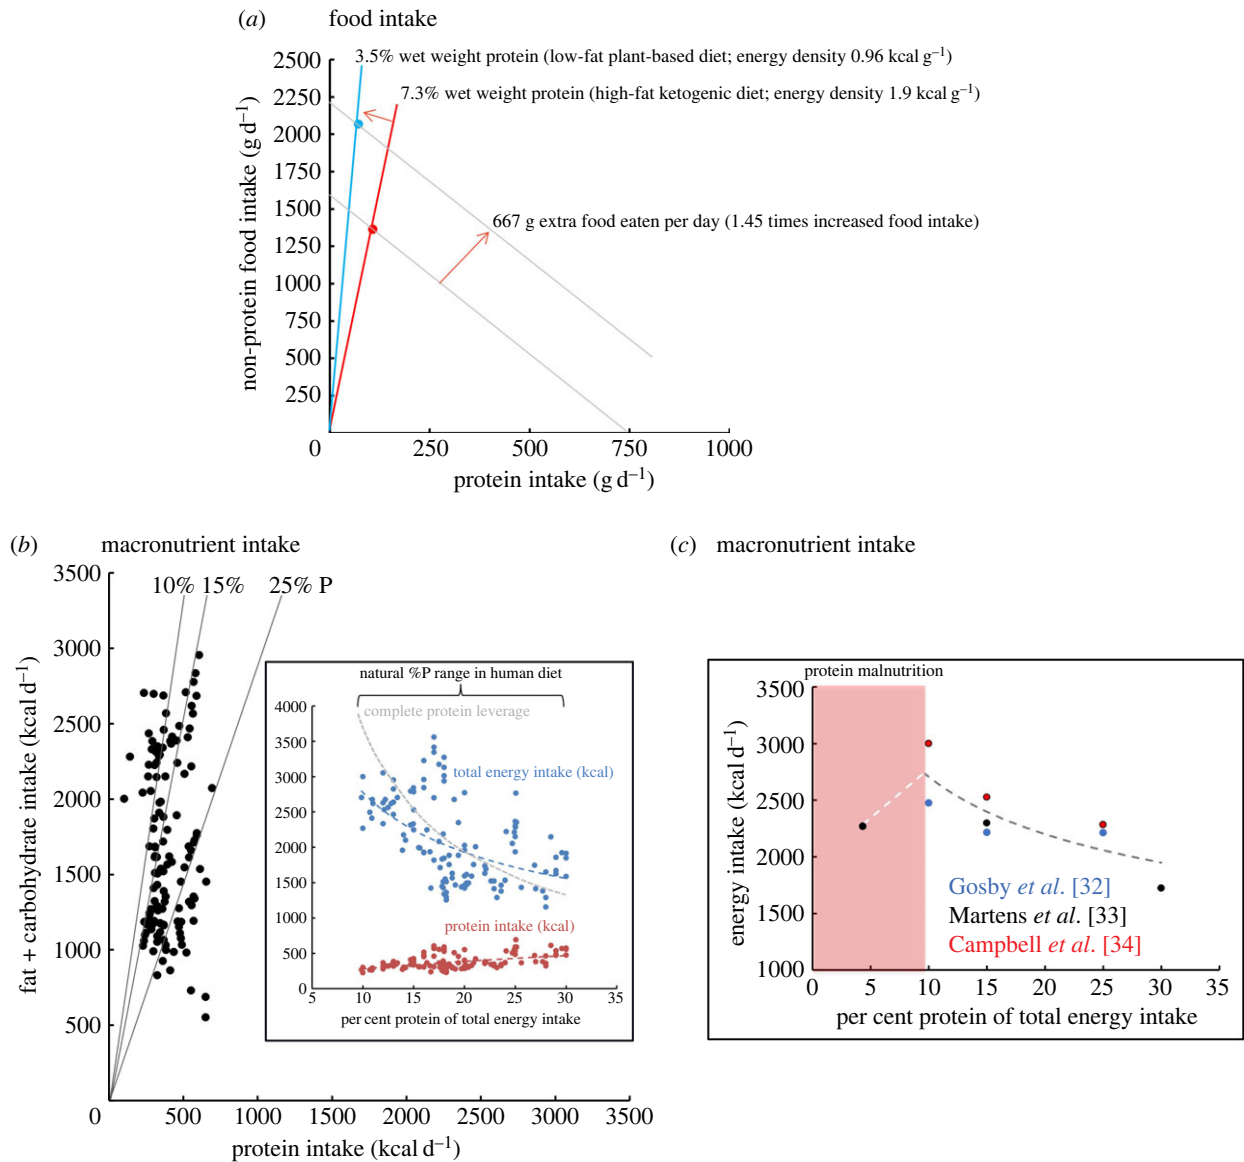 (a) food intake
3.5% wet weight protein (low-fat plant-based diet; energy density 0.96 kcal g⁻¹)
7.3% wet weight protein (high-fat ketogenic diet; energy density 1.9 kcal g⁻¹)
667 g extra food eaten per day (1.45 times increased food intake)
non-protein food intake (g d⁻¹)
2500
2250
2000
1750
1500
1250
1000
750
500
250
0 250 500 750 1000
protein intake (g d⁻¹)
(b) macronutrient intake
10% 15% 25% P
fat + carbohydrate intake (kcal d⁻¹)
3500
3000
2500
2000
1500
1000
500
0 500 1000 1500 2000 2500 3000 3500
protein intake (kcal d⁻¹)
natural %P range in human diet
complete protein leverage
total energy intake (kcal)
protein intake (kcal)
4000
3500
3000
2500
2000
1500
1000
500
0
5 10 15 20 25 30 35
per cent protein of total energy intake
(c) macronutrient intake
protein malnutrition
energy intake (kcal d⁻¹)
3500
3000
2500
2000
1500
1000
Gosby et al. [32]
Martens et al. [33]
Campbell et al. [34]
0 5 10 15 20 25 30 35
per cent protein of total energy intake